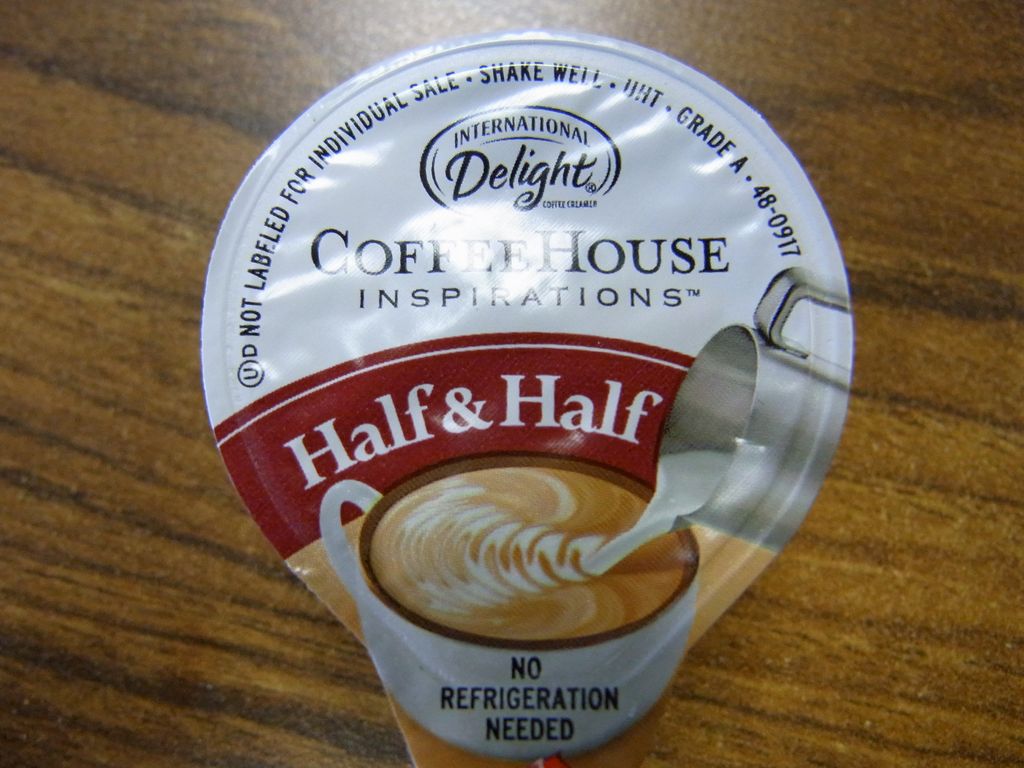 ⓊD NOT LABELED FOR INDIVIDUAL SALE • SHAKE WELL • UHT • GRADE A • 48-0917
INTERNATIONAL
Delight®
COFFEE CREAMER
COFFEEHOUSE
INSPIRATIONS™
Half & Half
NO
REFRIGERATION
NEEDED